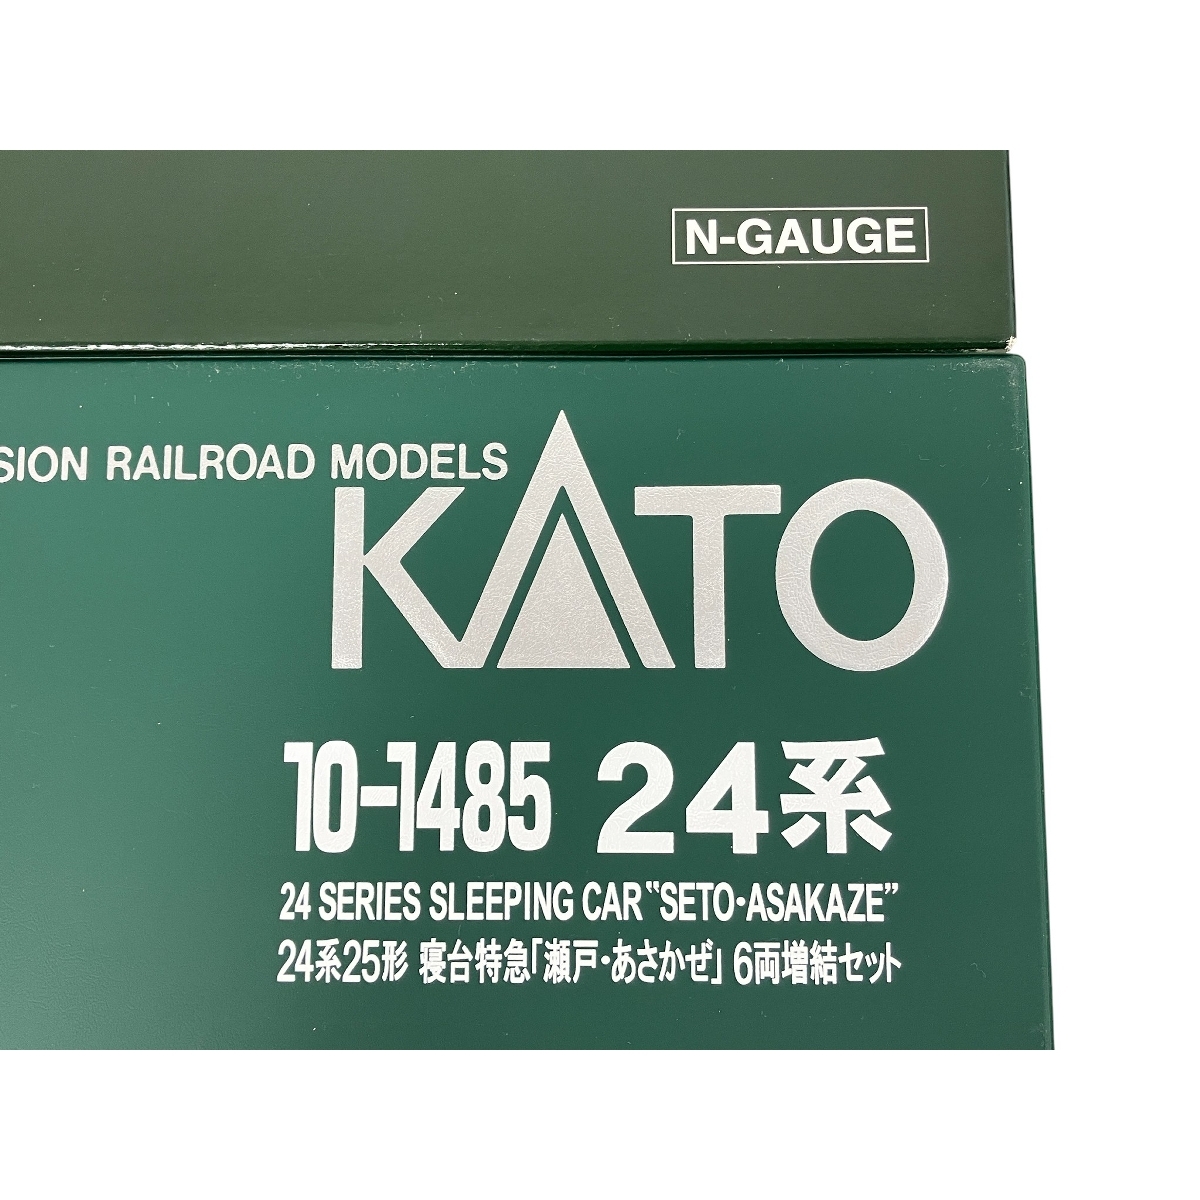 N-GAUGE
SION RAILROAD MODELS
KATO
10-1485 24系
24 SERIES SLEEPING CAR "SETO･ASAKAZE"
24系25形 寝台特急「瀬戸･あさかぜ」6両増結セット